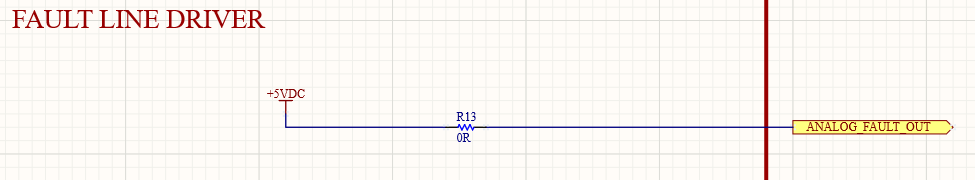 FAULT LINE DRIVER
+5VDC
R13
0R
ANALOG_FAULT_OUT